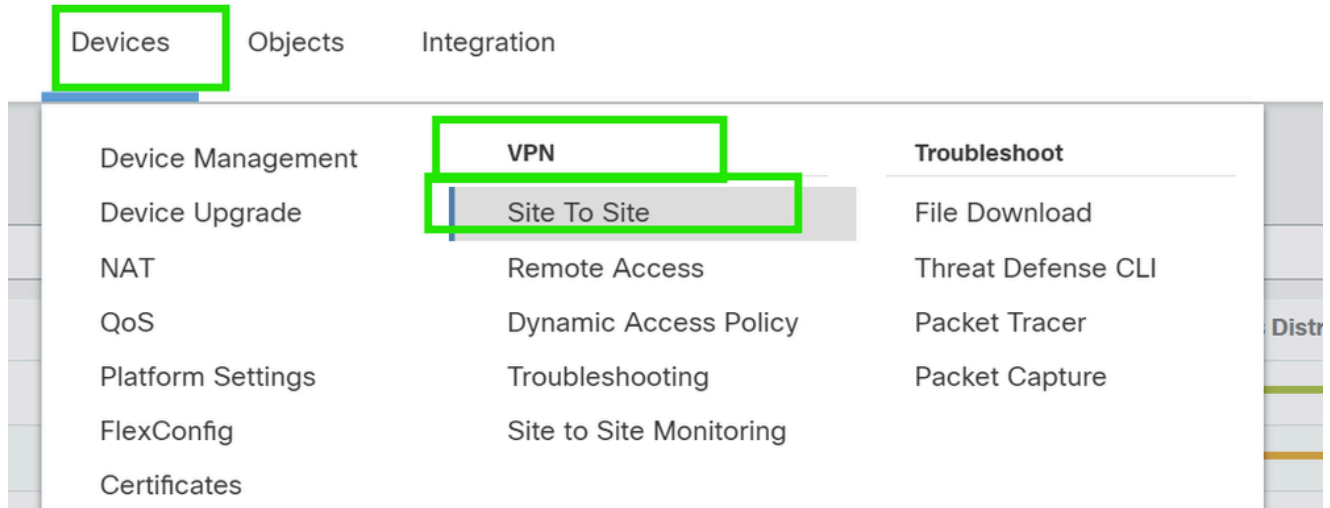 Devices Objects Integration
Device Management
Device Upgrade
NAT
QoS
Platform Settings
FlexConfig
Certificates
VPN
Site To Site
Remote Access
Dynamic Access Policy
Troubleshooting
Site to Site Monitoring
Troubleshoot
File Download
Threat Defense CLI
Packet Tracer
Packet Capture